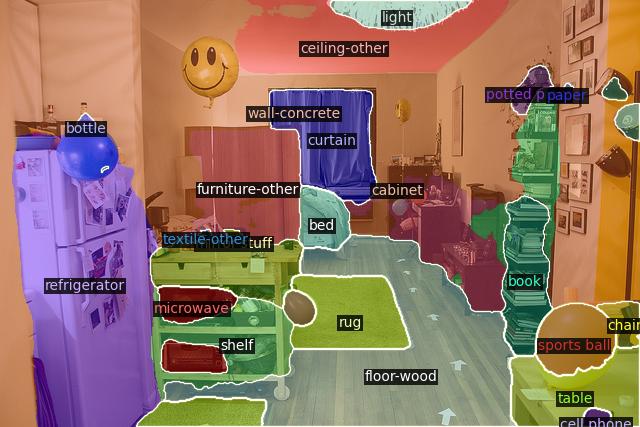 light
ceiling-other
potted p
paper
wall-concrete
bottle
curtain
furniture-other
cabinet
bed
textile-other
tuff
book
refrigerator
microwave
rug
shelf
chair
sports ball
floor-wood
table
cell phone